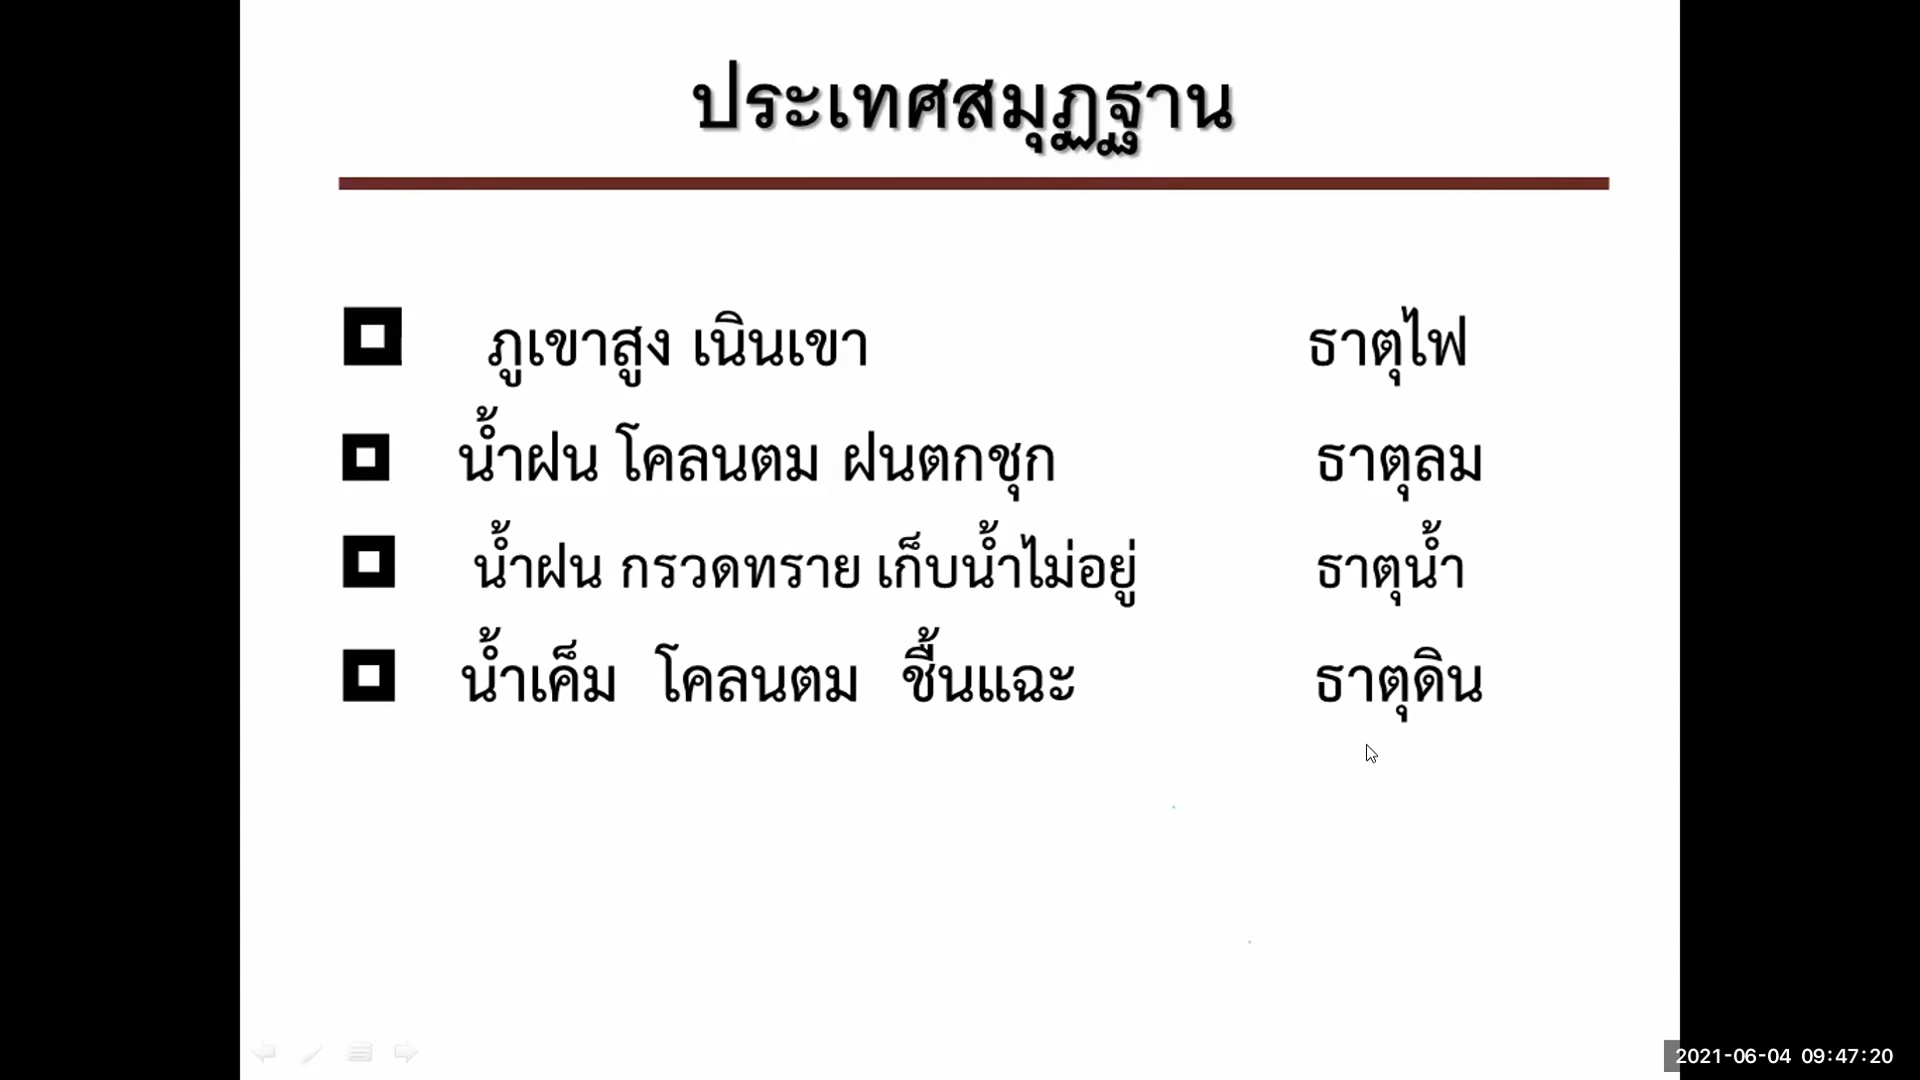 ประเทศสมุฏฐาน
ภูเขาสูง เนินเขา ธาตุไฟ
น้ำฝน โคลนตม ฝนตกชุก ธาตุลม
น้ำฝน กรวดทราย เก็บน้ำไม่อยู่ ธาตุน้ำ
น้ำเค็ม โคลนตม ชื้นแฉะ ธาตุดิน
2021-06-04 09:47:20